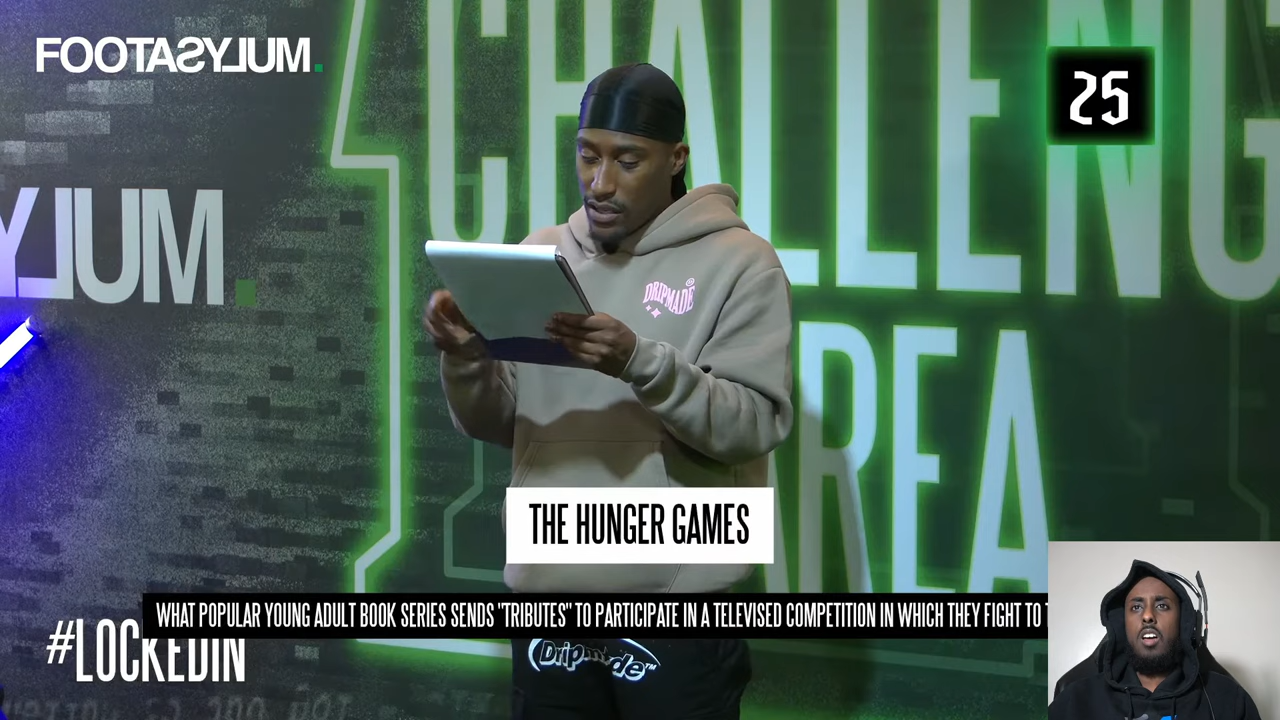 FOOTASYLUM.
25
CHALLENG
YLUM.
DRIPMADE
AREA
THE HUNGER GAMES
WHAT POPULAR YOUNG ADULT BOOK SERIES SENDS "TRIBUTES" TO PARTICIPATE IN A TELEVISED COMPETITION IN WHICH THEY FIGHT TO T
#LOCKEDIN
Dripmade™